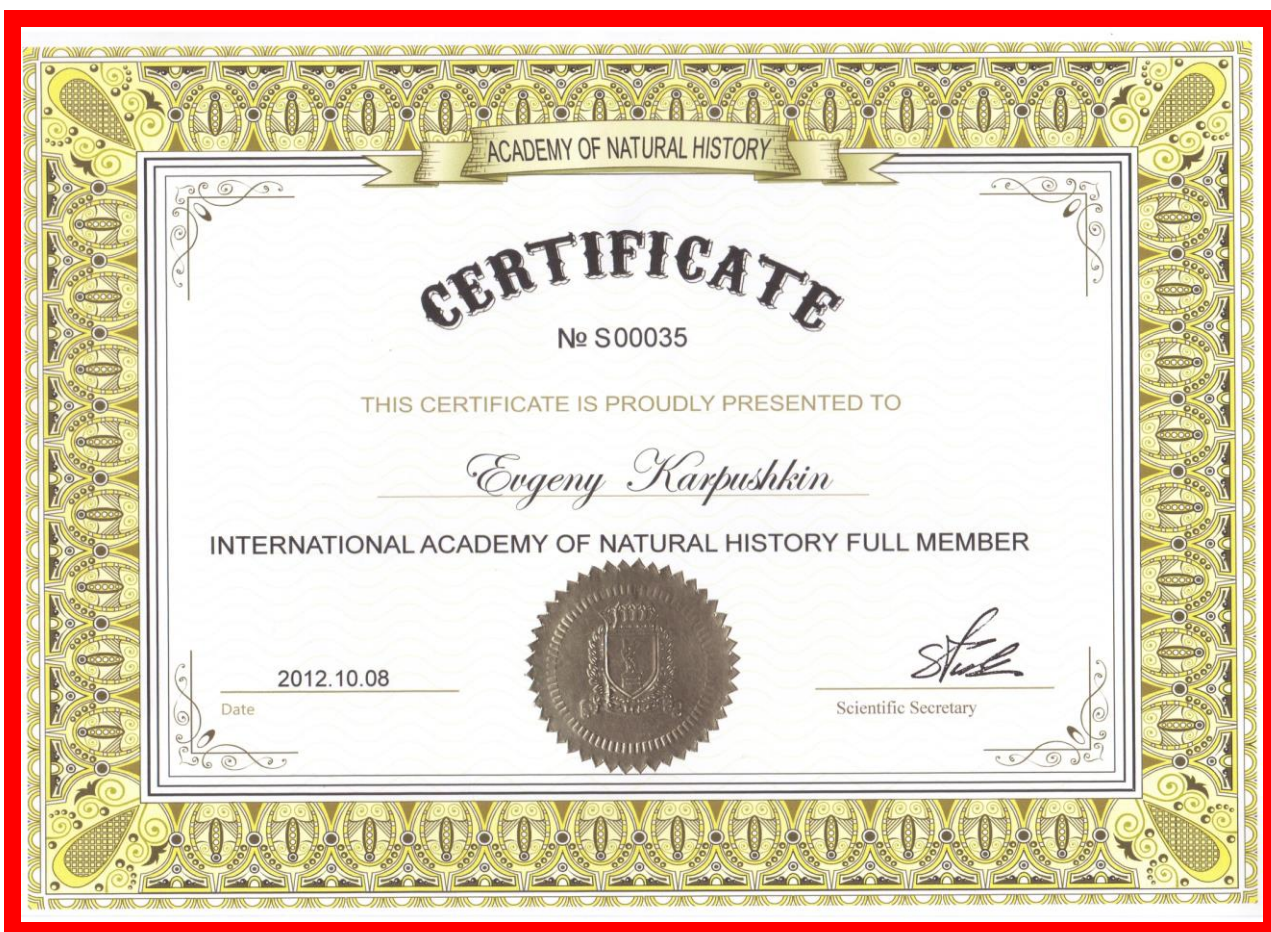 ACADEMY OF NATURAL HISTORY
CERTIFICATE
№ S00035
THIS CERTIFICATE IS PROUDLY PRESENTED TO
Evgeny Karpushkin
INTERNATIONAL ACADEMY OF NATURAL HISTORY FULL MEMBER
2012.10.08
Date
Scientific Secretary